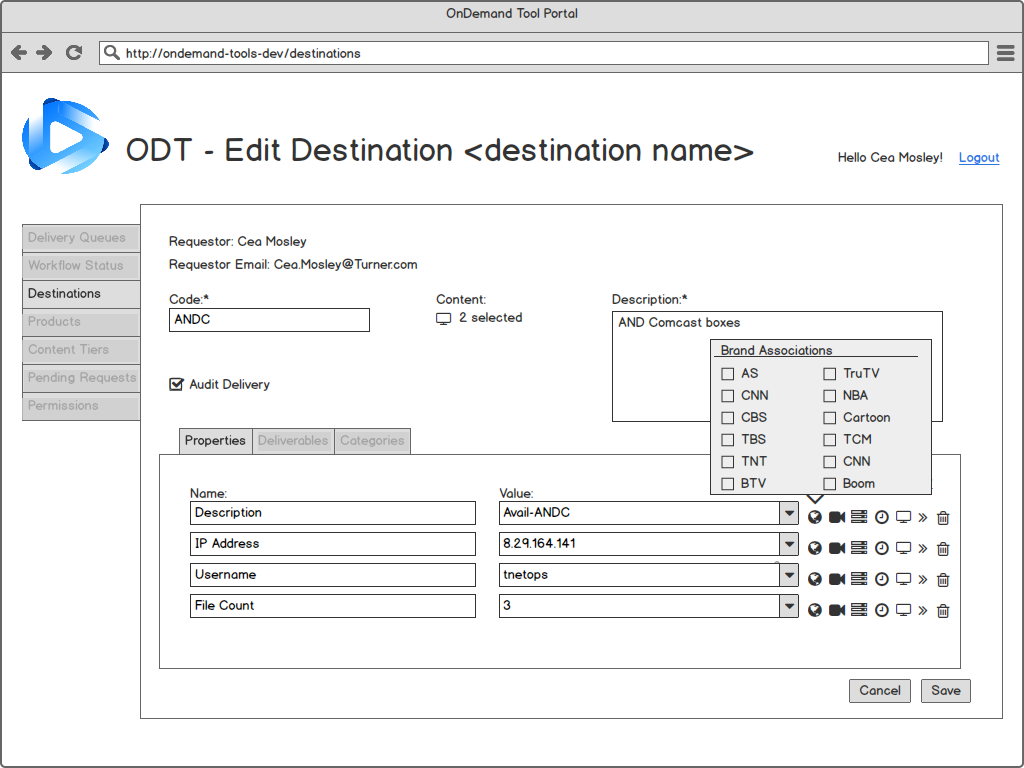 OnDemand Tool Portal
http://ondemand-tools-dev/destinations
ODT - Edit Destination <destination name>
Hello Cea Mosley! Logout
Delivery Queues
Workflow Status
Destinations
Products
Content Tiers
Pending Requests
Permissions
Requestor: Cea Mosley
Requestor Email: Cea.Mosley@Turner.com
Code:*
ANDC
Content:
2 selected
Description:*
AND Comcast boxes
Audit Delivery
Brand Associations
AS TruTV
CNN NBA
CBS Cartoon
TBS TCM
TNT CNN
BTV Boom
Properties Deliverables Categories
Name: Value:
Description Avail-ANDC
IP Address 8.29.164.141
Username tnetops
File Count 3
Cancel Save